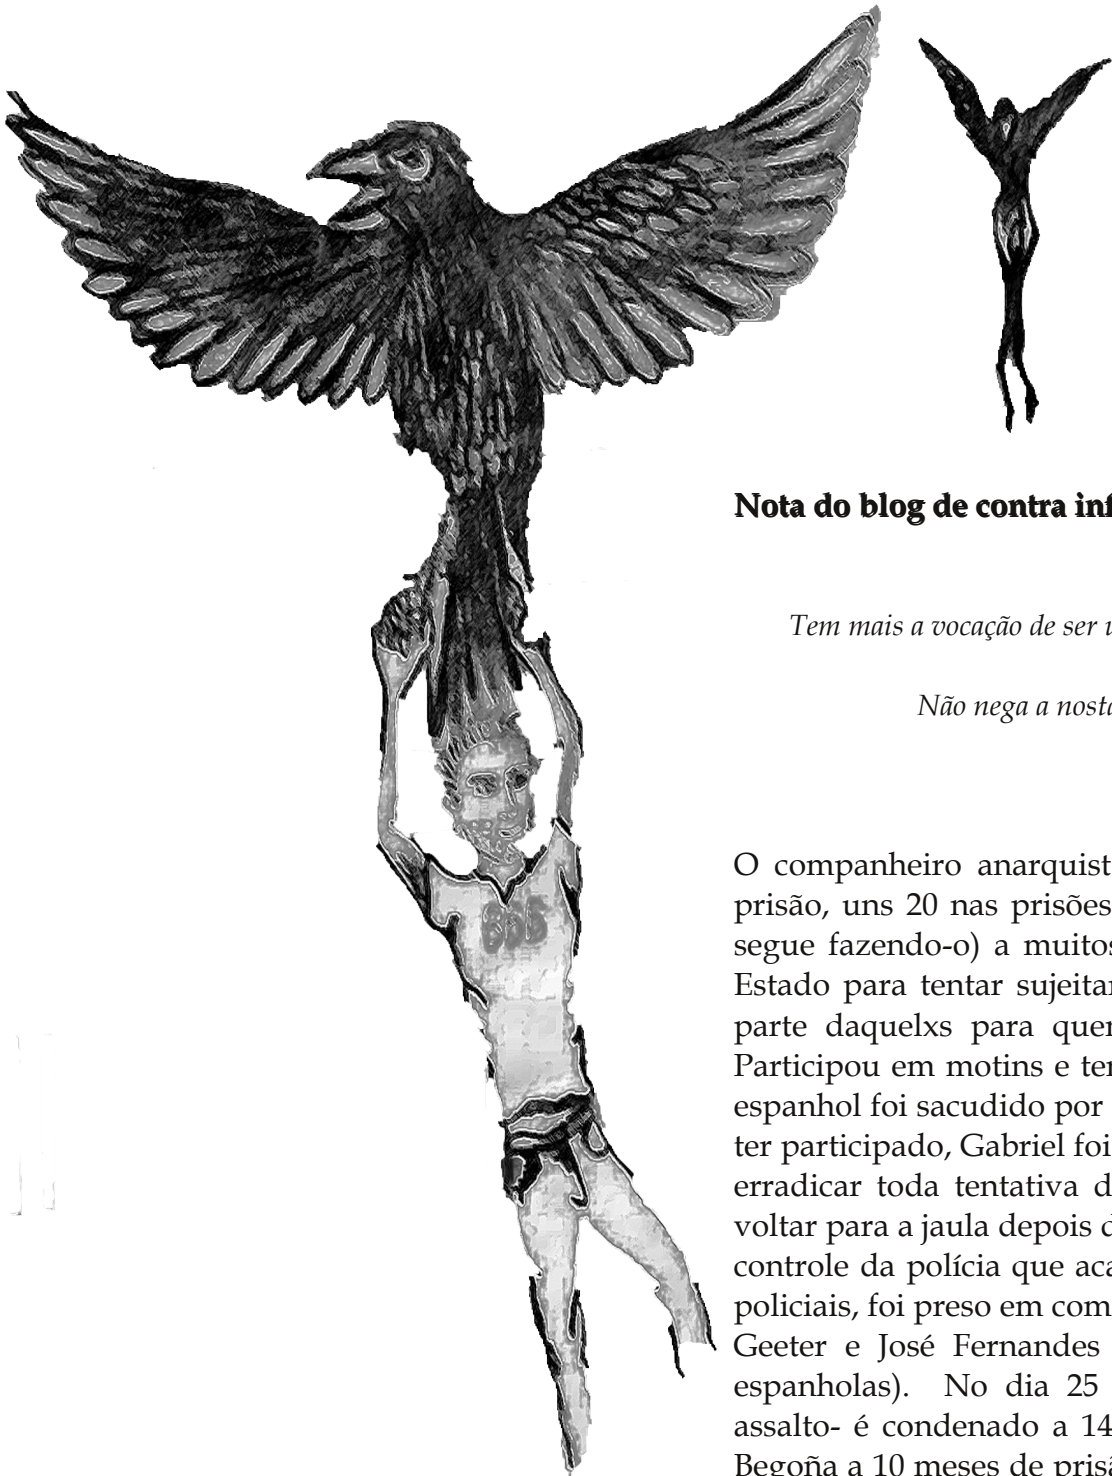 Nota do blog de contra
Tem mais a vocação de ser
Não nega a
O companheiro
prisão, uns 20 nas prisões
segue fazendo-o) a muitos
Estado para tentar sujeitar
parte daquelxs para quem
Participou em motins e
espanhol foi sacudido por
ter participado, Gabriel foi
erradicar toda tentativa
voltar para a jaula depois
controle da polícia que
policiais, foi preso em
Geeter e José Fernandes
espanholas). No dia 25
assalto- é condenado a 14
Begoña a 10 meses de